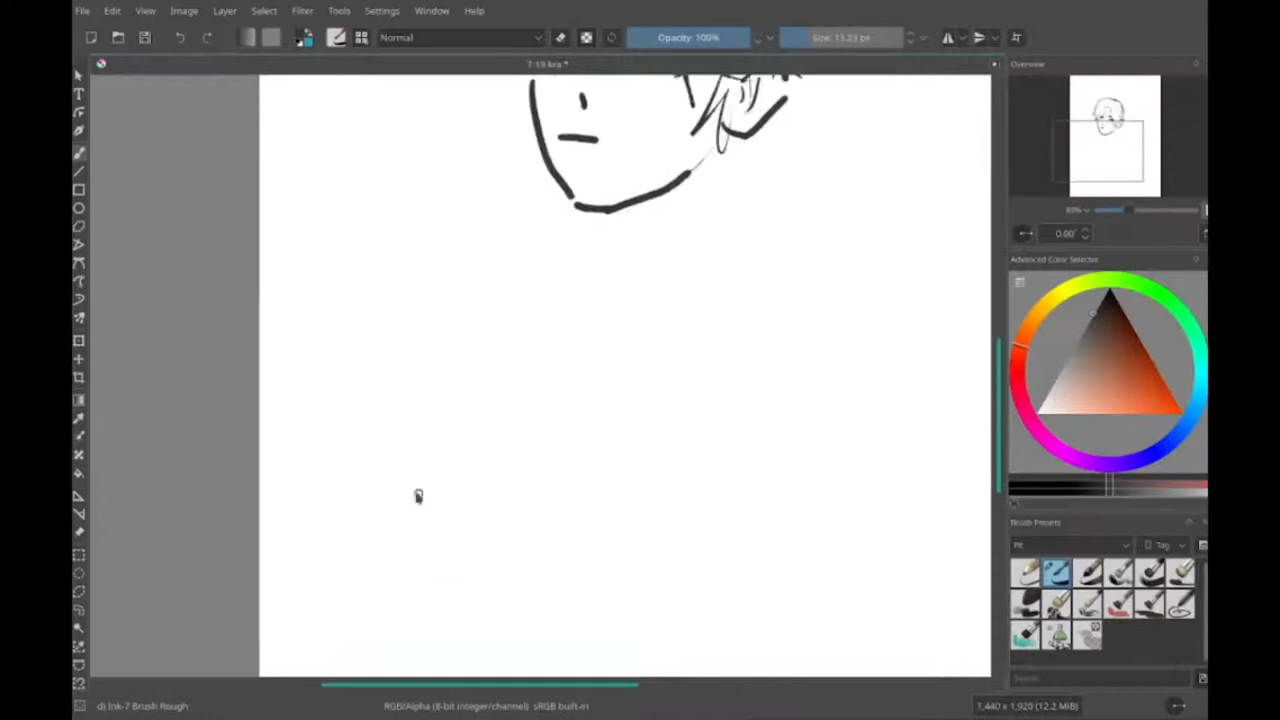 File Edit View Image Layer Select Filter Tools Settings Window Help
Normal Opacity: 100% Size: 13.23 px
7-19.kra *
Overview
0.00°
Advanced Color Selector
Brush Presets
Tag
Search
d) Ink-7 Brush Rough RGB/Alpha (8-bit integer/channel) sRGB built-in 1,440 x 1,920 (12.2 MiB)